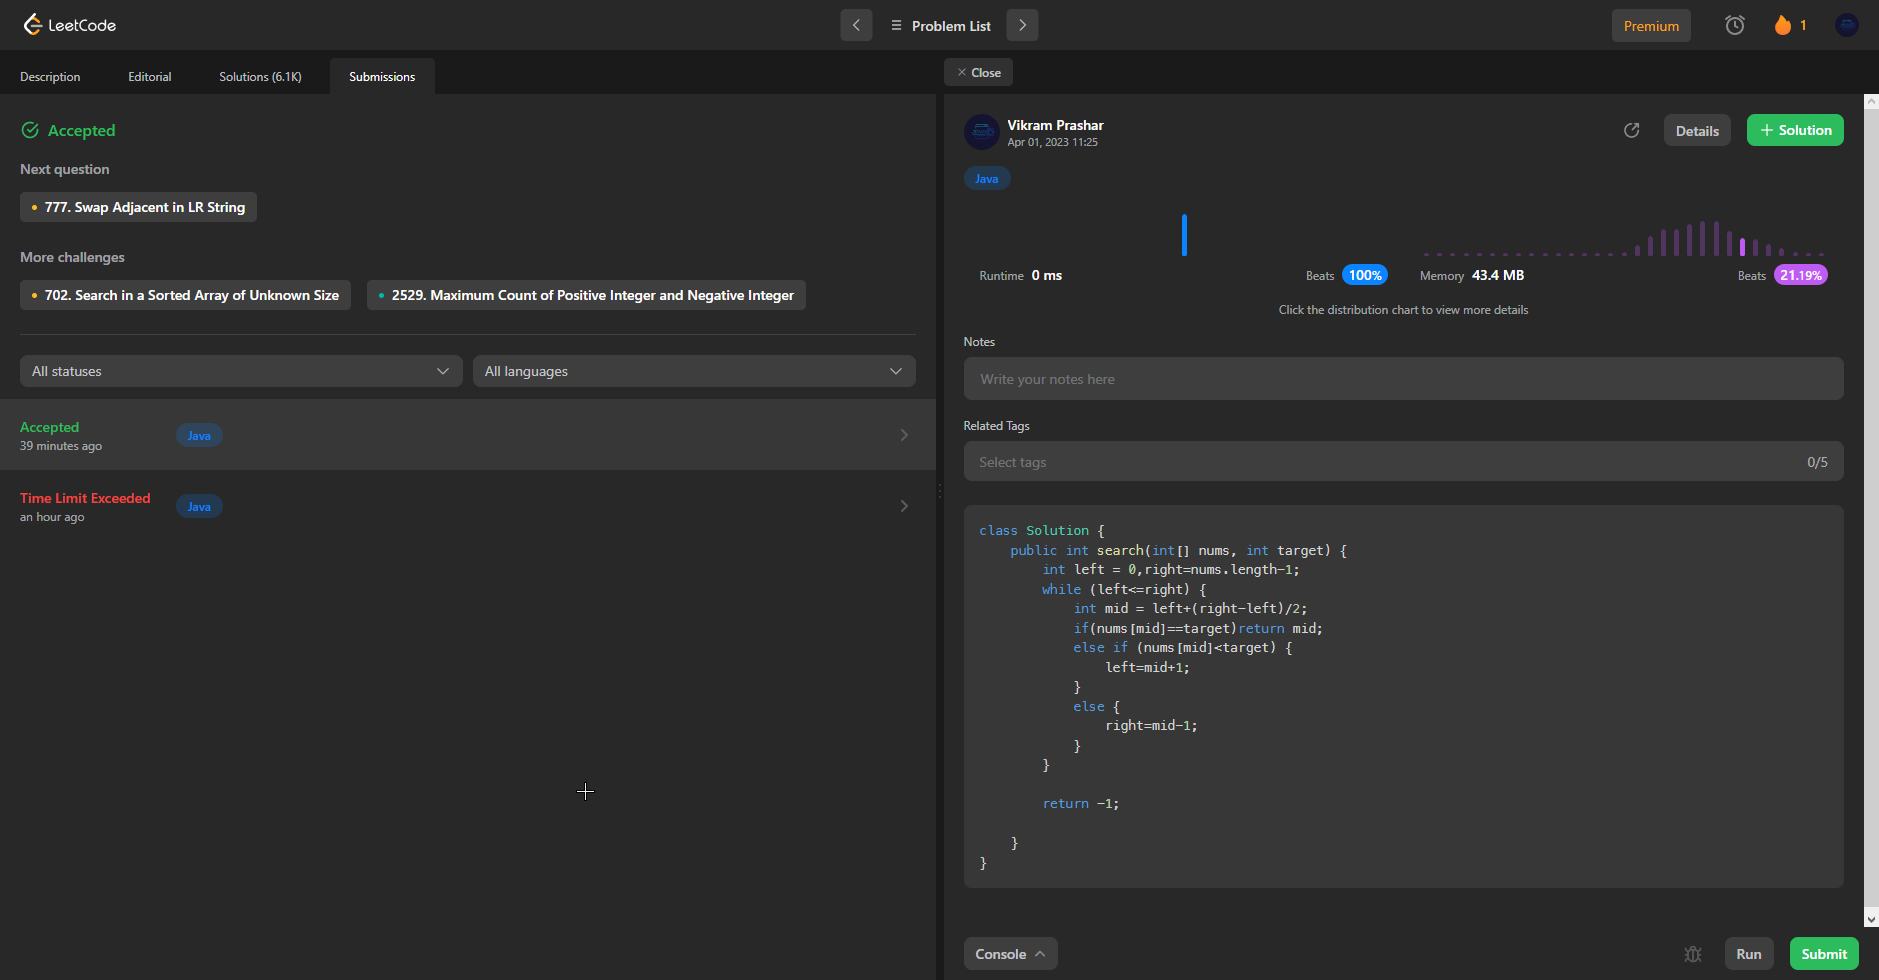 LeetCode
Problem List
Premium
1
Description Editorial Solutions (6.1K) Submissions
Accepted
Next question
777. Swap Adjacent in LR String
More challenges
702. Search in a Sorted Array of Unknown Size 2529. Maximum Count of Positive Integer and Negative Integer
All statuses All languages
Accepted Java
39 minutes ago
Time Limit Exceeded Java
an hour ago
Close
Vikram Prashar
Apr 01, 2023 11:25
Details + Solution
Java
Runtime 0 ms Beats 100% Memory 43.4 MB Beats 21.19%
Click the distribution chart to view more details
Notes
Write your notes here
Related Tags
Select tags 0/5
class Solution {
    public int search(int[] nums, int target) {
        int left = 0,right=nums.length-1;
        while (left<=right) {
            int mid = left+(right-left)/2;
            if(nums[mid]==target)return mid;
            else if (nums[mid]<target) {
                left=mid+1;
            }
            else {
                right=mid-1;
            }
        }
        return -1;
    }
}
Console Run Submit